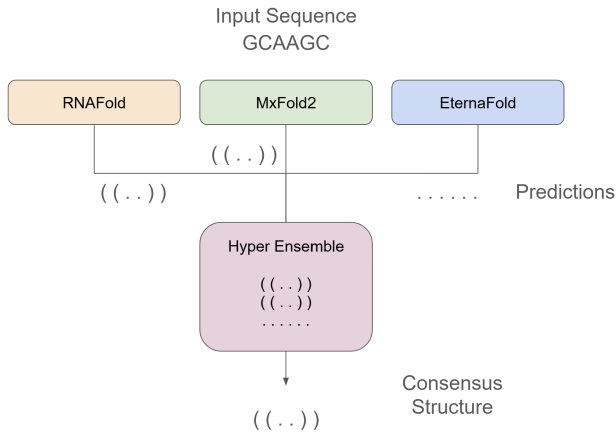 Input Sequence
GCAAGC
RNAFold
MxFold2
EternaFold
((..))
((..))
......
Predictions
Hyper Ensemble
((..))
((..))
......
Consensus
Structure
((..))